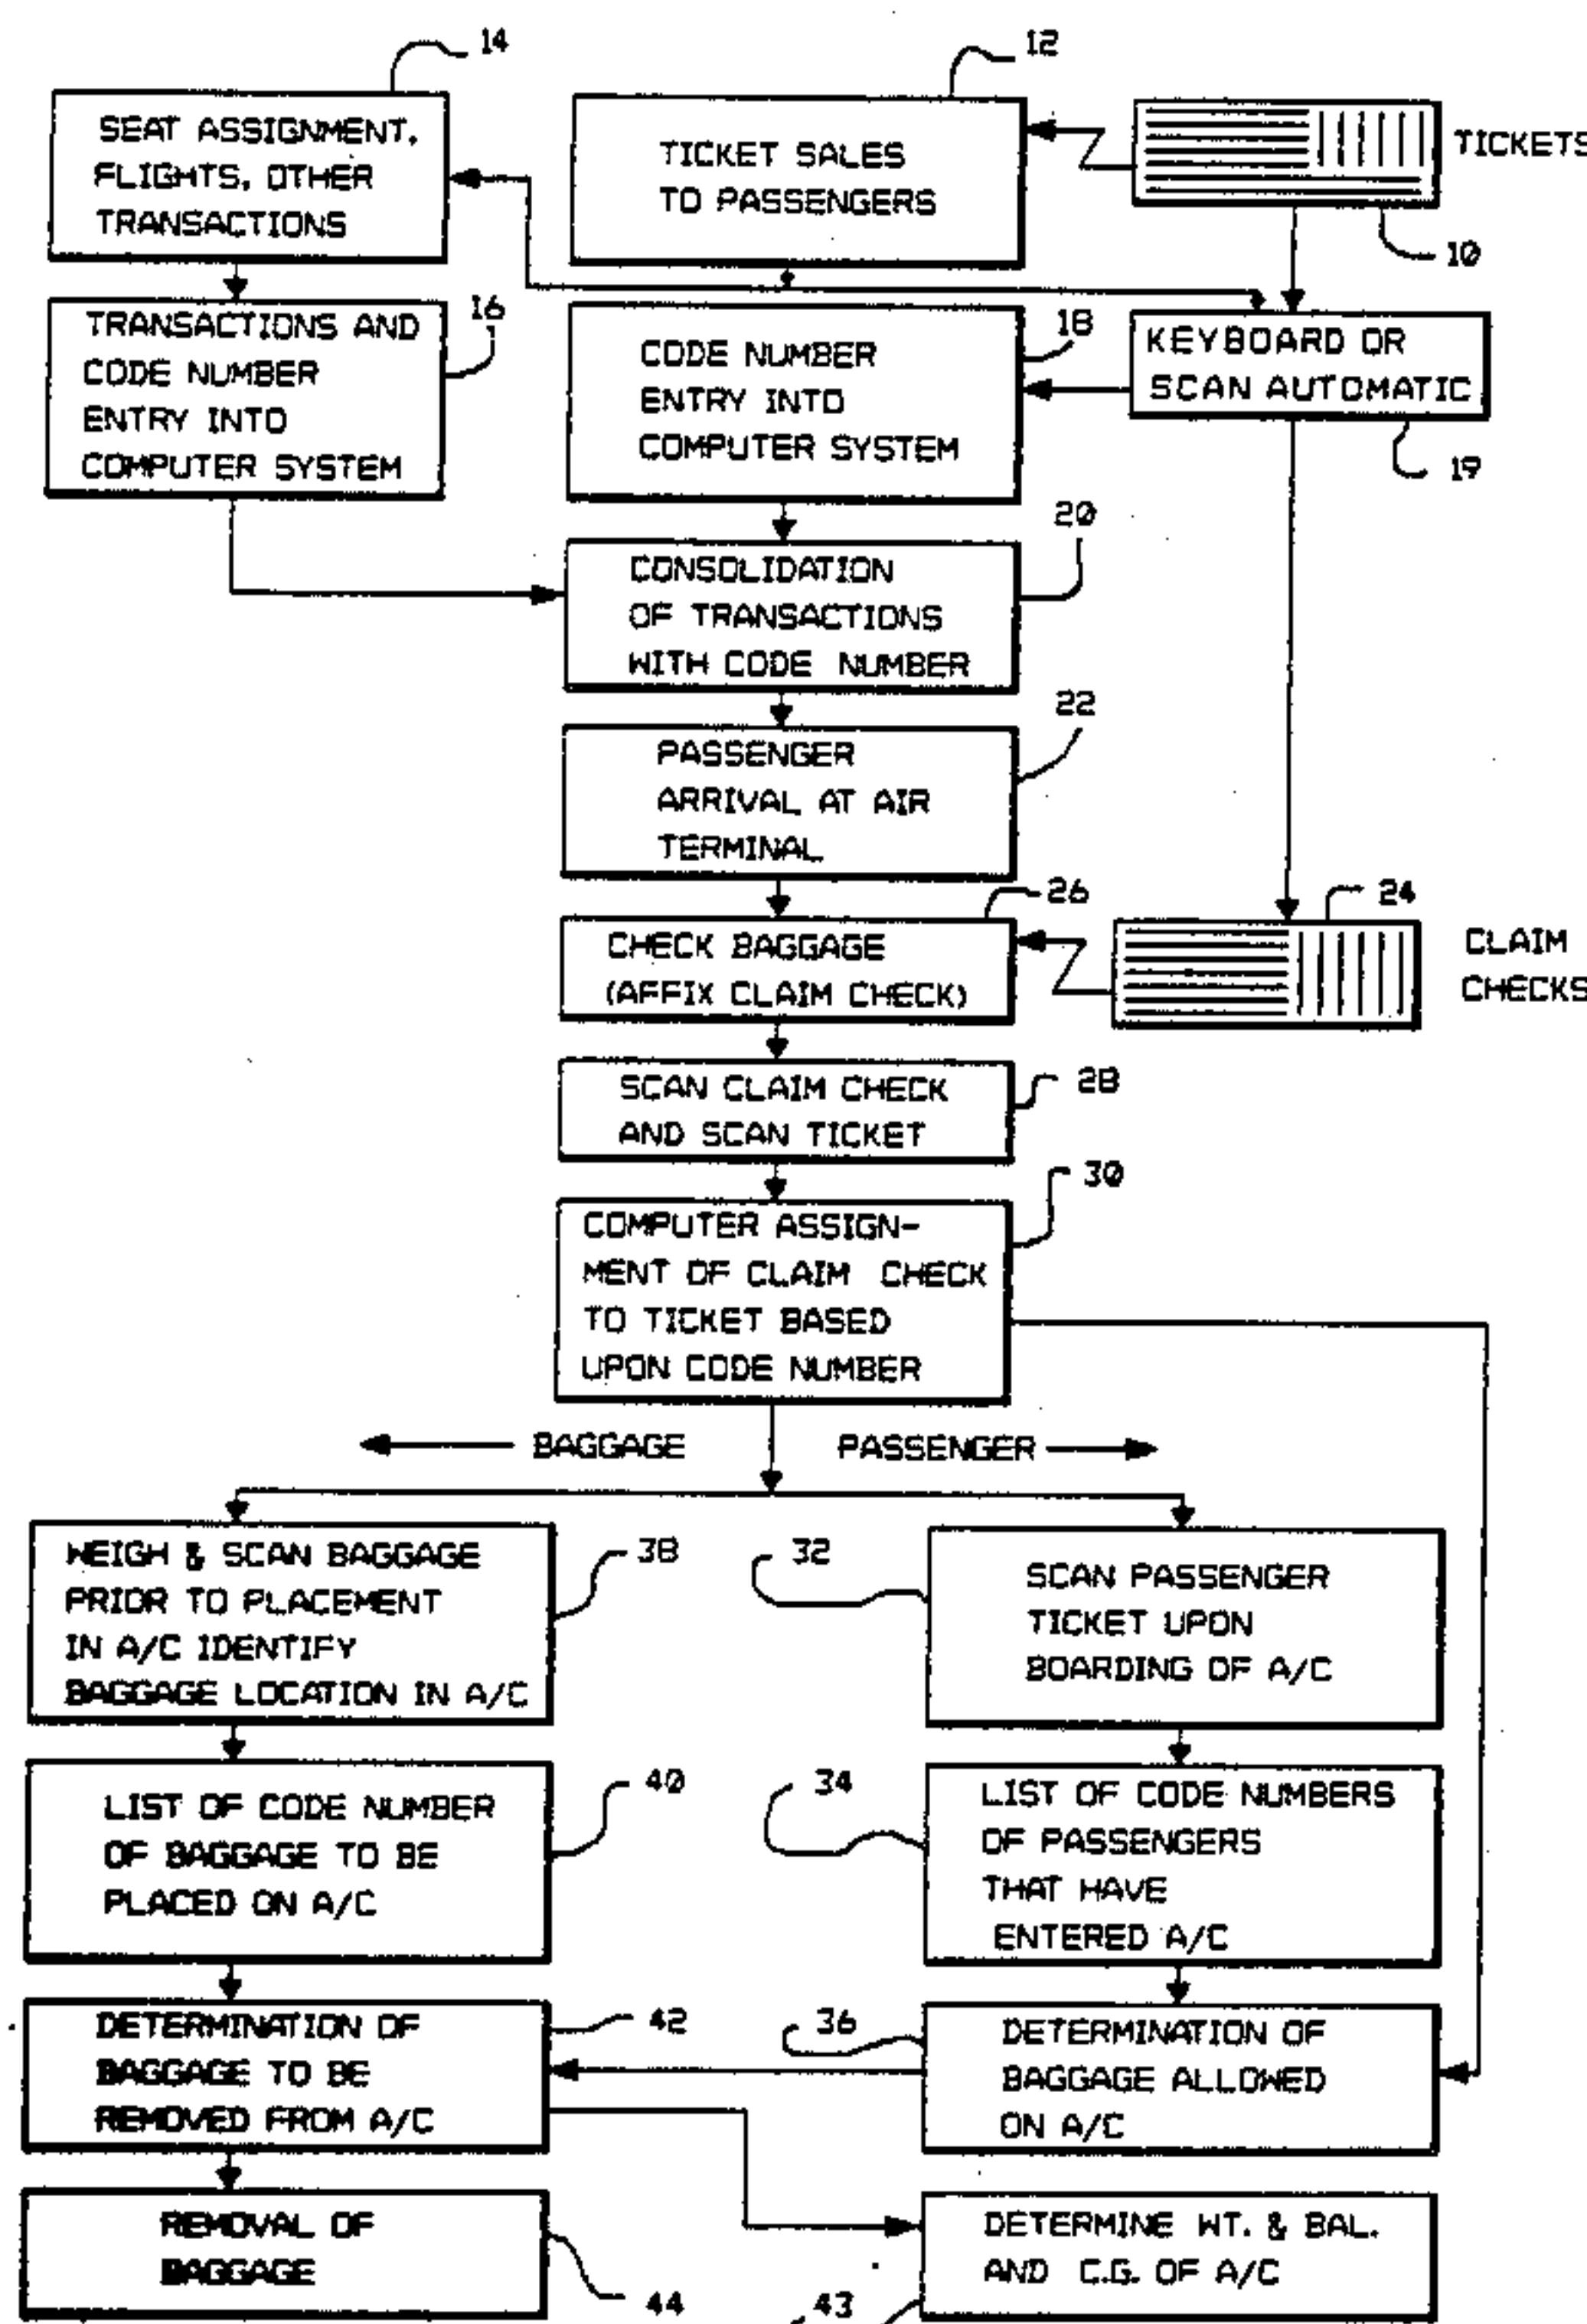 14
12
SEAT ASSIGNMENT,
FLIGHTS, OTHER
TRANSACTIONS
TICKET SALES
TO PASSENGERS
TICKETS
10
TRANSACTIONS AND
CODE NUMBER
ENTRY INTO
COMPUTER SYSTEM
16
CODE NUMBER
ENTRY INTO
COMPUTER SYSTEM
18
KEYBOARD OR
SCAN AUTOMATIC
19
20
CONSOLIDATION
OF TRANSACTIONS
WITH CODE NUMBER
22
PASSENGER
ARRIVAL AT AIR
TERMINAL
26
24
CHECK BAGGAGE
(AFFIX CLAIM CHECK)
CLAIM
CHECKS
SCAN CLAIM CHECK
AND SCAN TICKET
28
30
COMPUTER ASSIGN-
MENT OF CLAIM CHECK
TO TICKET BASED
UPON CODE NUMBER
BAGGAGE
PASSENGER
WEIGH & SCAN BAGGAGE
PRIOR TO PLACEMENT
IN A/C IDENTIFY
BAGGAGE LOCATION IN A/C
38
32
SCAN PASSENGER
TICKET UPON
BOARDING OF A/C
LIST OF CODE NUMBER
OF BAGGAGE TO BE
PLACED ON A/C
40
34
LIST OF CODE NUMBERS
OF PASSENGERS
THAT HAVE
ENTERED A/C
DETERMINATION OF
BAGGAGE TO BE
REMOVED FROM A/C
42
36
DETERMINATION OF
BAGGAGE ALLOWED
ON A/C
REMOVAL OF
BAGGAGE
44
DETERMINE WT. & BAL.
AND C.G. OF A/C
43